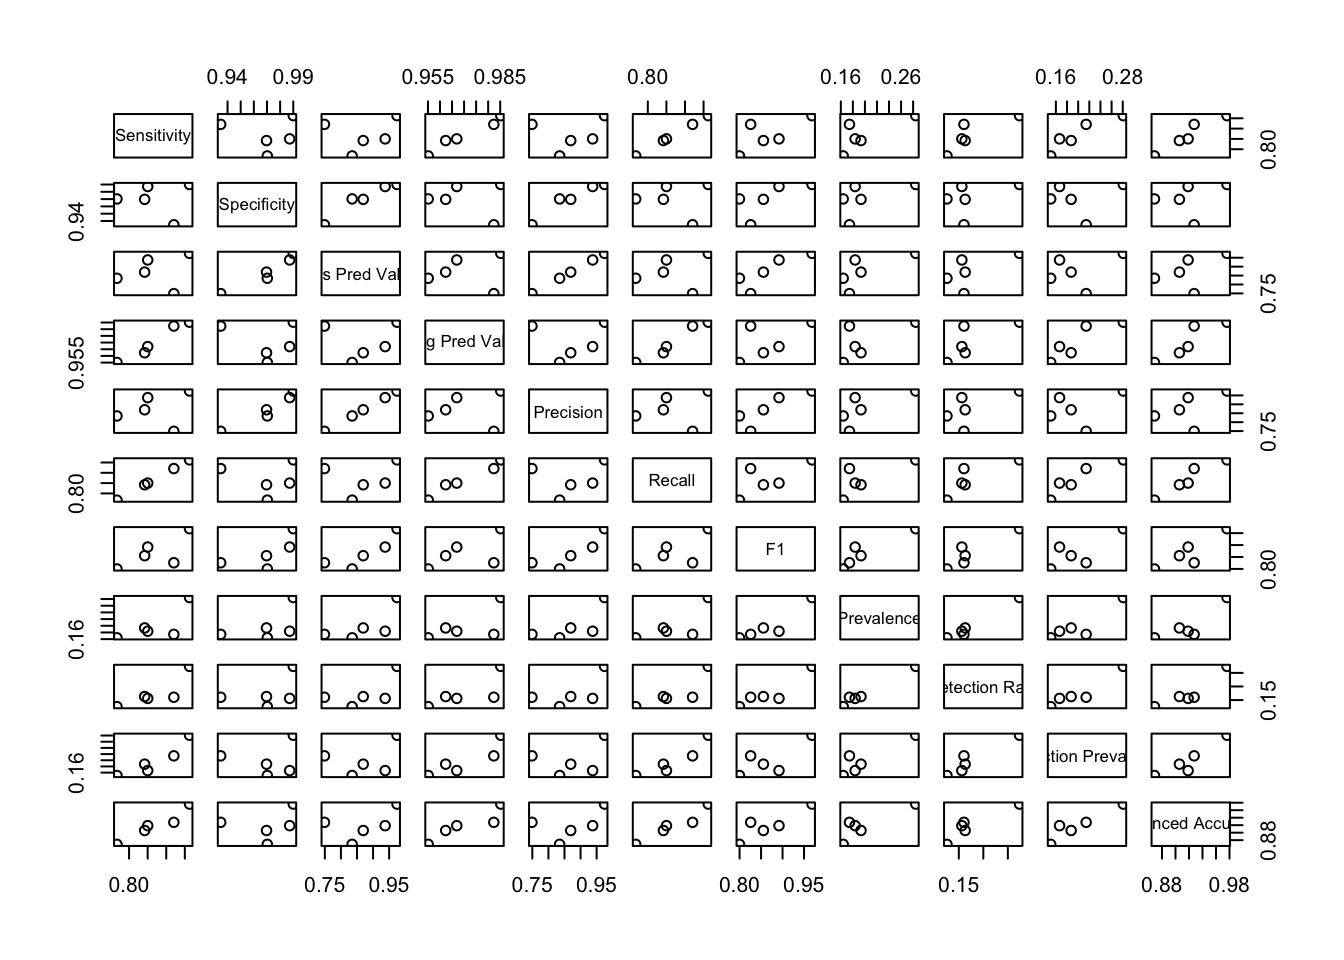 0.94 0.99 0.955 0.985 0.80 0.16 0.26 0.16 0.28
Sensitivity 0.80
0.94 Specificity
s Pred Val 0.75
0.955 g Pred Val
Precision 0.75
0.80 Recall
F1 0.80
0.16 Prevalence
etection Ra 0.15
0.16 ction Preva
nced Accu 0.88
0.80 0.75 0.95 0.75 0.95 0.80 0.95 0.15 0.88 0.98